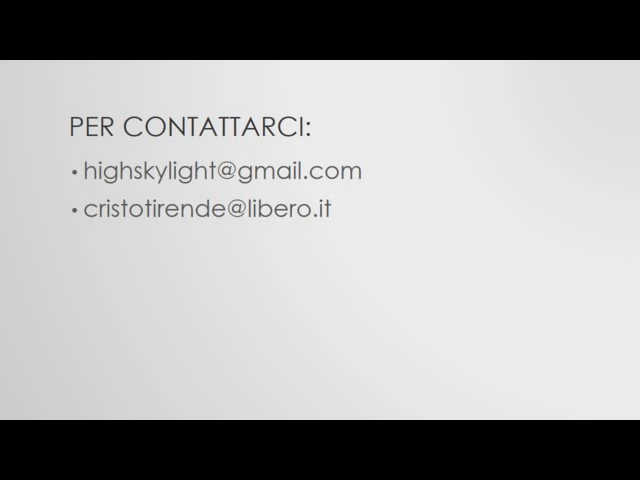 PER CONTATTARCI:
• highskylight@gmail.com
• cristotirende@libero.it